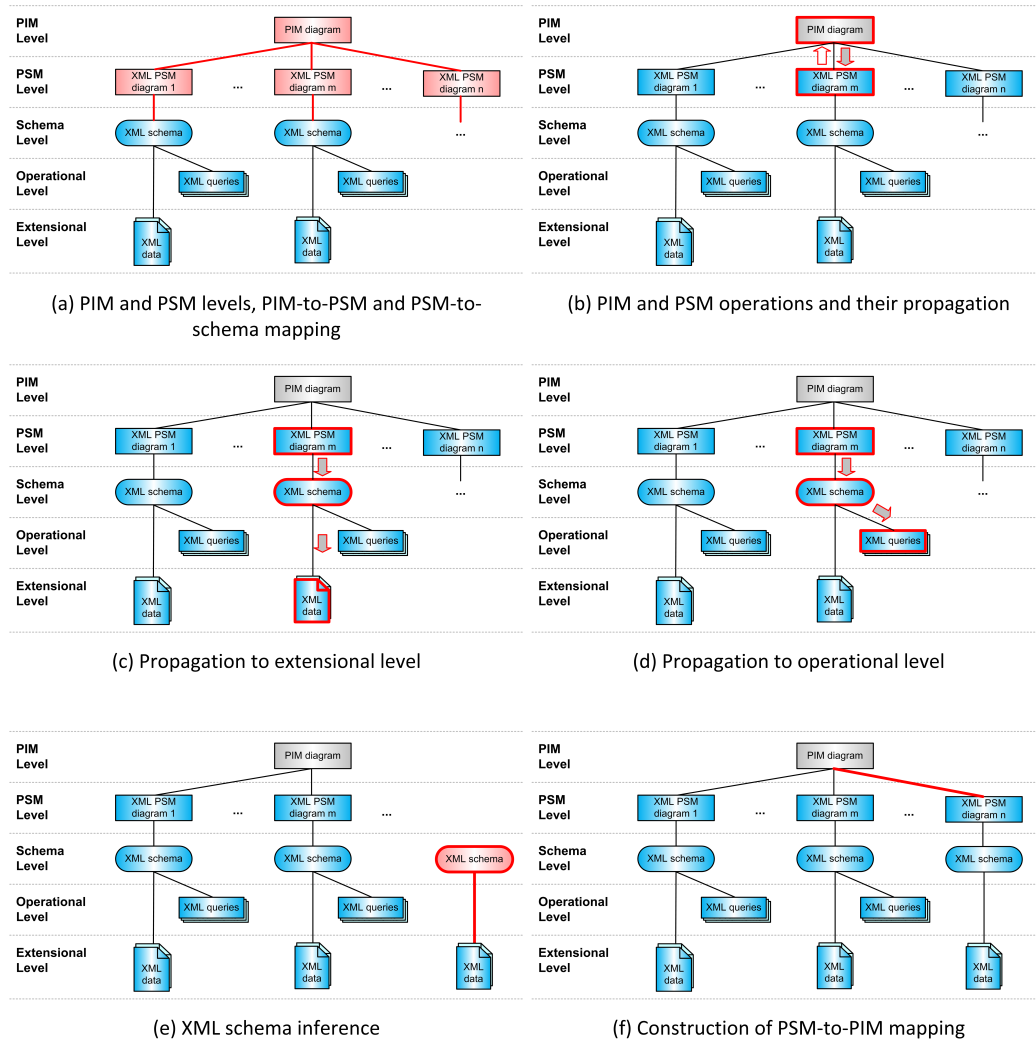 PIM
Level
PIM diagram
PSM
Level
XML PSM
diagram 1
...
XML PSM
diagram m
...
XML PSM
diagram n
Schema
Level
XML schema
XML schema
...
Operational
Level
XML queries
XML queries
Extensional
Level
XML
data
XML
data
(a) PIM and PSM levels, PIM-to-PSM and PSM-to-
schema mapping
PIM
Level
PIM diagram
PSM
Level
XML PSM
diagram 1
...
XML PSM
diagram m
...
XML PSM
diagram n
Schema
Level
XML schema
XML schema
...
Operational
Level
XML queries
XML queries
Extensional
Level
XML
data
XML
data
(b) PIM and PSM operations and their propagation
PIM
Level
PIM diagram
PSM
Level
XML PSM
diagram 1
...
XML PSM
diagram m
...
XML PSM
diagram n
Schema
Level
XML schema
XML schema
...
Operational
Level
XML queries
XML queries
Extensional
Level
XML
data
XML
data
(c) Propagation to extensional level
PIM
Level
PIM diagram
PSM
Level
XML PSM
diagram 1
...
XML PSM
diagram m
...
XML PSM
diagram n
Schema
Level
XML schema
XML schema
...
Operational
Level
XML queries
XML queries
Extensional
Level
XML
data
XML
data
(d) Propagation to operational level
PIM
Level
PIM diagram
PSM
Level
XML PSM
diagram 1
...
XML PSM
diagram m
...
Schema
Level
XML schema
XML schema
XML schema
Operational
Level
XML queries
XML queries
Extensional
Level
XML
data
XML
data
XML
data
(e) XML schema inference
PIM
Level
PIM diagram
PSM
Level
XML PSM
diagram 1
...
XML PSM
diagram m
...
XML PSM
diagram n
Schema
Level
XML schema
XML schema
XML schema
Operational
Level
XML queries
XML queries
Extensional
Level
XML
data
XML
data
XML
data
(f) Construction of PSM-to-PIM mapping